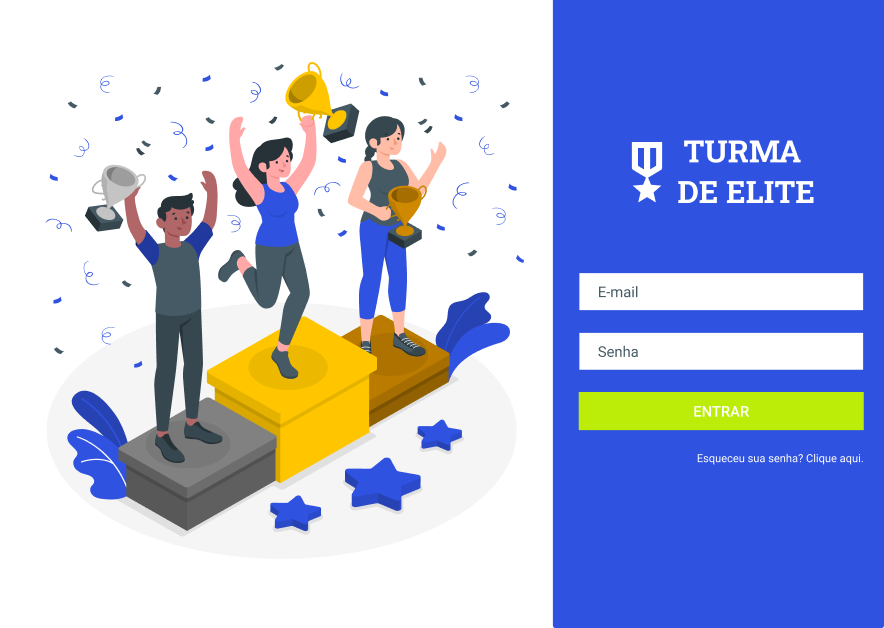 TURMA
DE ELITE
E-mail
Senha
ENTRAR
Esqueceu sua senha? Clique aqui.